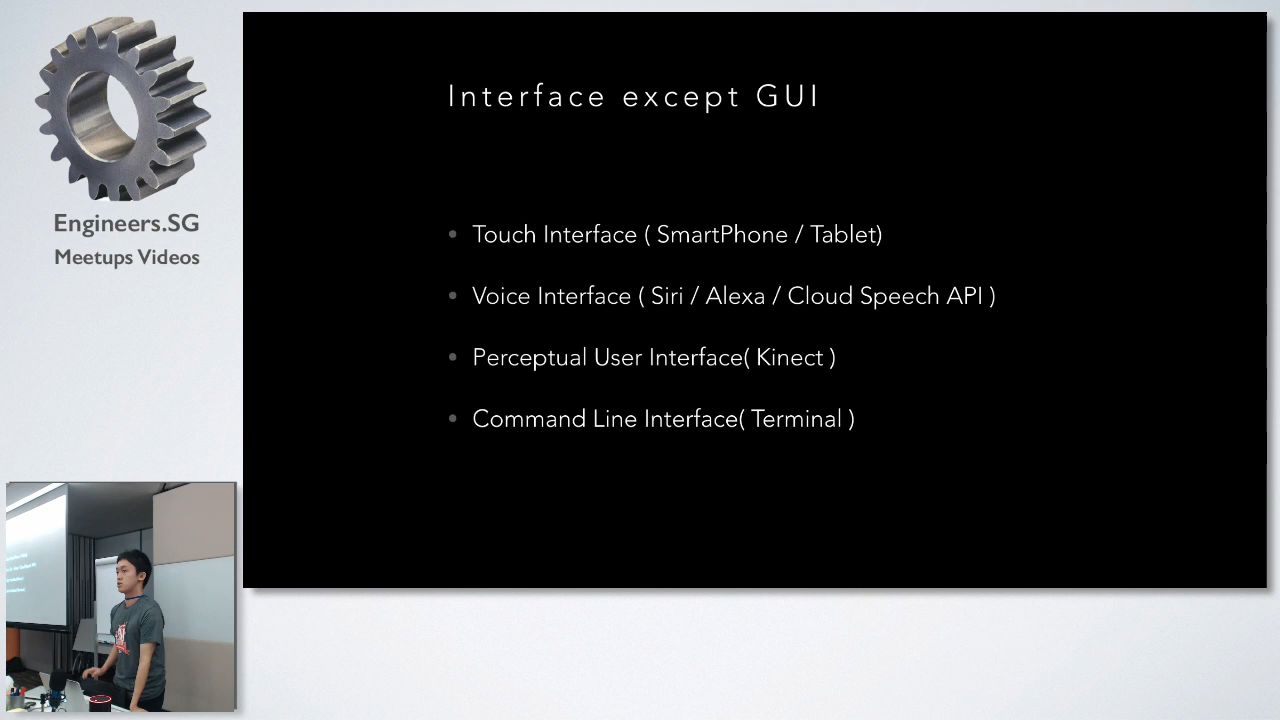 Engineers.SG
Meetups Videos
Interface except GUI
• Touch Interface ( SmartPhone / Tablet)
• Voice Interface ( Siri / Alexa / Cloud Speech API )
• Perceptual User Interface( Kinect )
• Command Line Interface( Terminal )